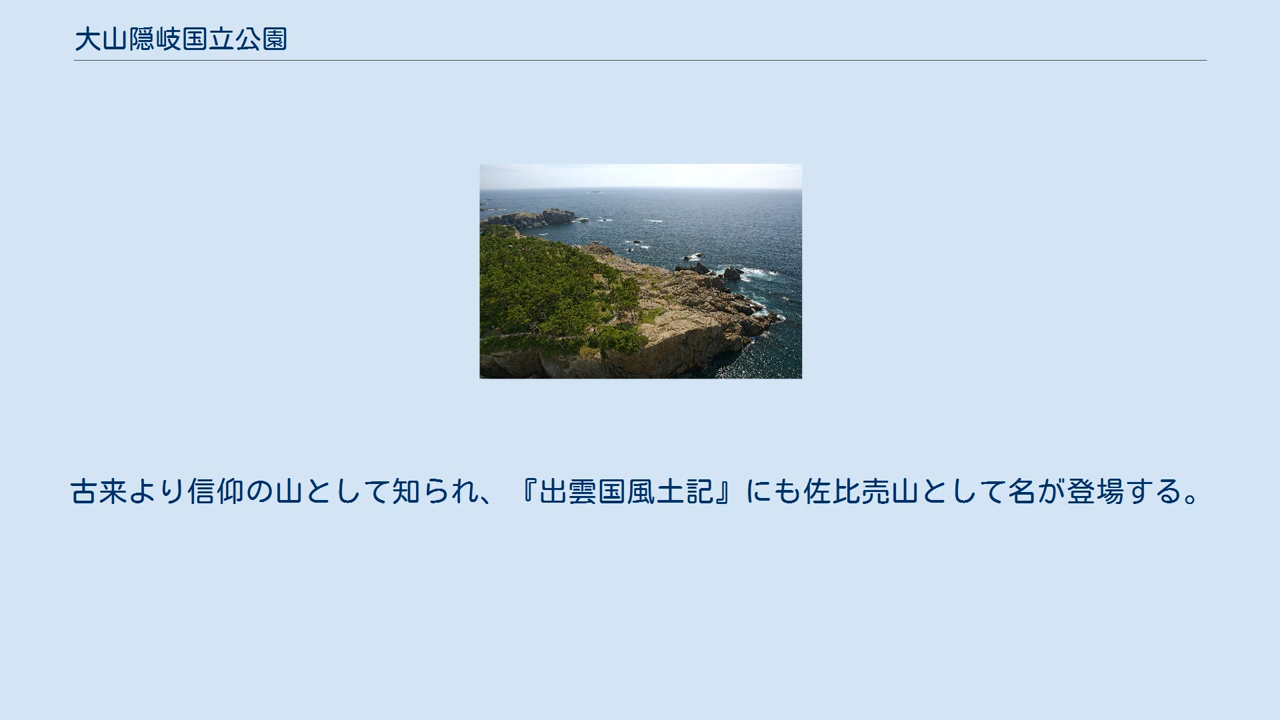 大山隠岐国立公園
古来より信仰の山として知られ、『出雲国風土記』にも佐比売山として名が登場する。